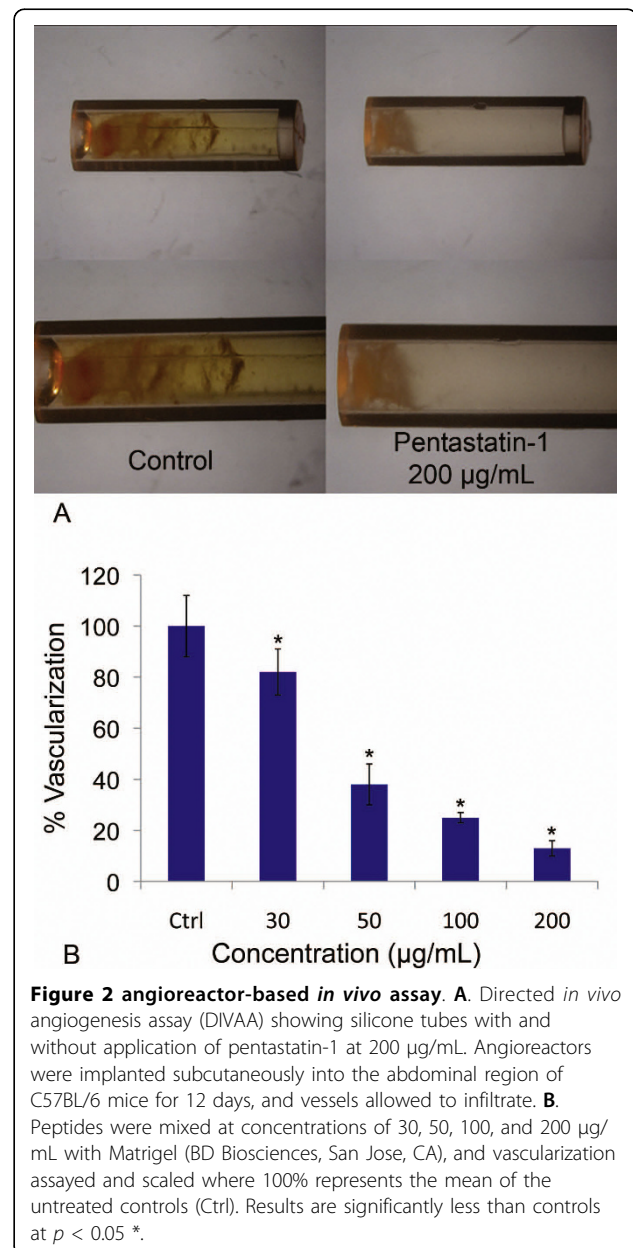 Control
Pentastatin-1
200 µg/mL
A
120
100
80
60
40
20
0
% Vascularization
*
*
*
*
Ctrl 30 50 100 200
B Concentration (µg/mL)
Figure 2 angioreactor-based in vivo assay. A. Directed in vivo
angiogenesis assay (DIVAA) showing silicone tubes with and
without application of pentastatin-1 at 200 µg/mL. Angioreactors
were implanted subcutaneously into the abdominal region of
C57BL/6 mice for 12 days, and vessels allowed to infiltrate. B.
Peptides were mixed at concentrations of 30, 50, 100, and 200 µg/
mL with Matrigel (BD Biosciences, San Jose, CA), and vascularization
assayed and scaled where 100% represents the mean of the
untreated controls (Ctrl). Results are significantly less than controls
at p < 0.05 *.